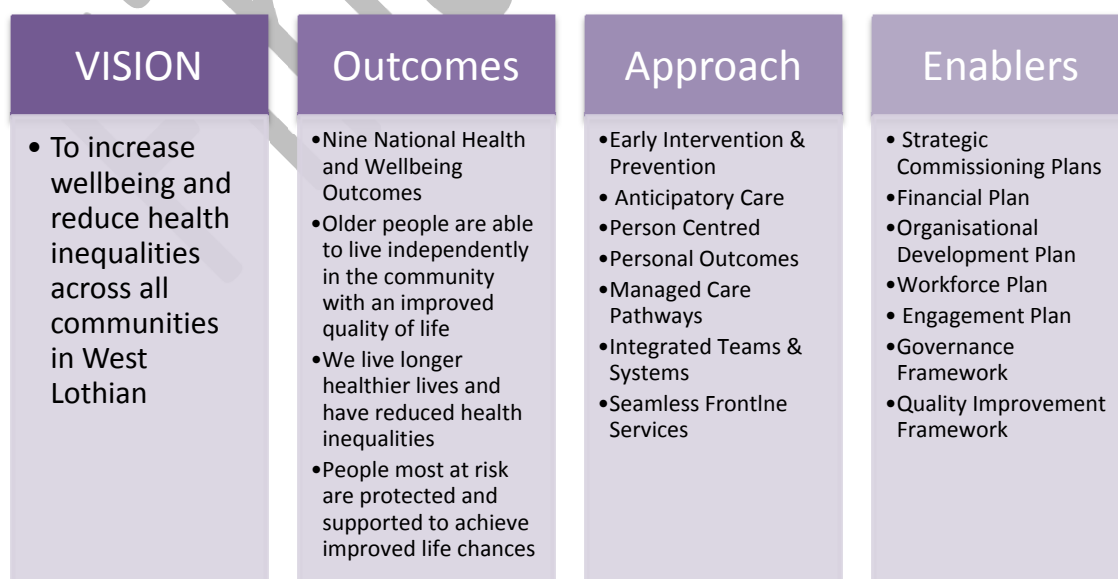 VISION
• To increase
wellbeing and
reduce health
inequalities
across all
communities
in West
Lothian
Outcomes
•Nine National Health
and Wellbeing
Outcomes
•Older people are able
to live independently
in the community
with an improved
quality of life
•We live longer
healthier lives and
have reduced health
inequalities
•People most at risk
are protected and
supported to achieve
improved life chances
Approach
•Early Intervention &
Prevention
• Anticipatory Care
•Person Centred
•Personal Outcomes
•Managed Care
Pathways
•Integrated Teams &
Systems
•Seamless Frontlne
Services
Enablers
• Strategic
Commissioning Plans
•Financial Plan
•Organisational
Development Plan
•Workforce Plan
• Engagement Plan
•Governance
Framework
•Quality Improvement
Framework